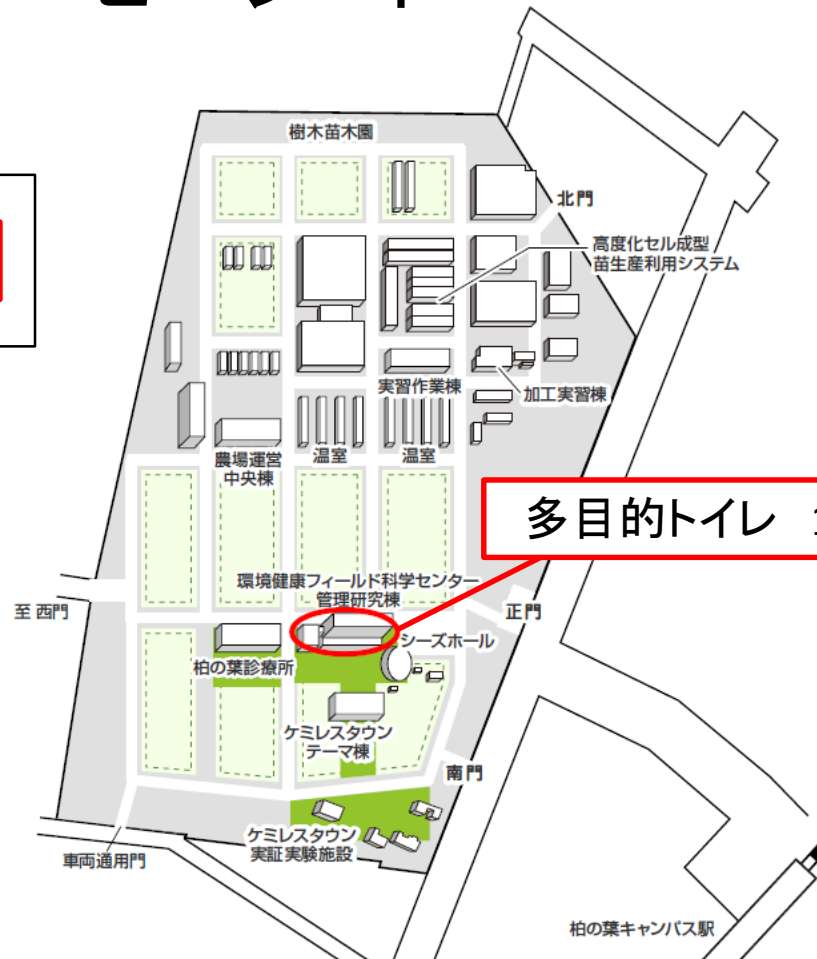 樹木苗木園
北門
高度化セル成型
苗生産利用システム
実習作業棟
加工実習棟
農場運営
中央棟
温室
温室
多目的トイレ
環境健康フィールド科学センター
管理研究棟
至 西門
正門
シーズホール
柏の葉診療所
ケミレスタウン
テーマ棟
南門
ケミレスタウン
実証実験施設
車両通用門
柏の葉キャンパス駅